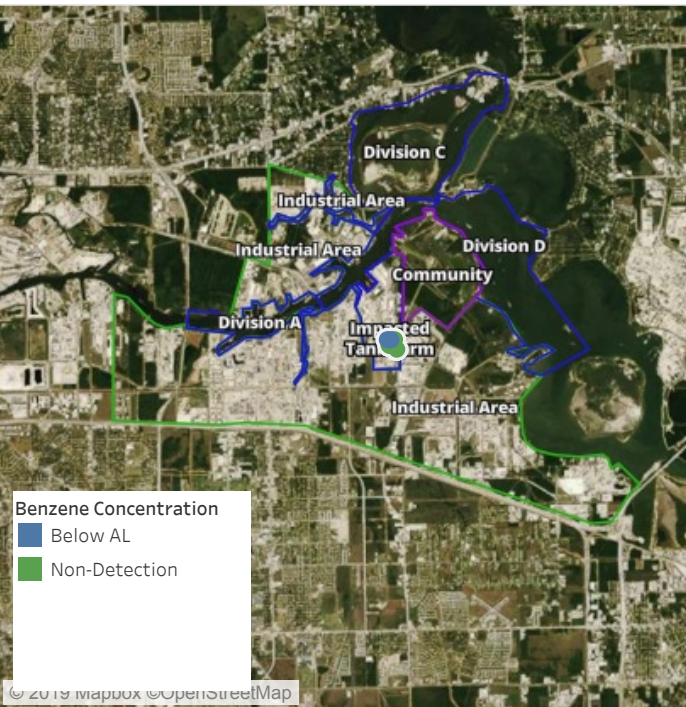 Division C
Industrial Area
Division D
Industrial Area
Community
Division A
Impacted
Tank Farm
Industrial Area
Benzene Concentration
Below AL
Non-Detection
© 2019 Mapbox ©OpenStreetMap